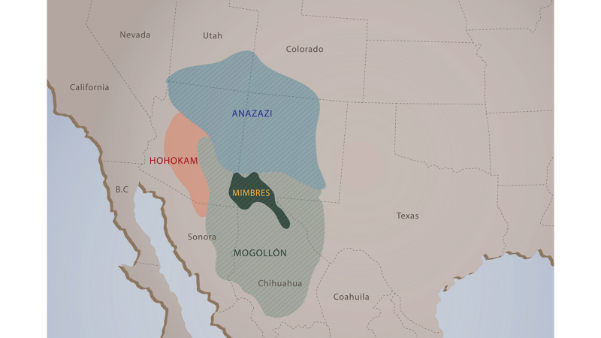 Nevada
Utah
Colorado
California
ANAZAZI
HOHOKAM
B.C
MIMBRES
Texas
Sonora
MOGOLLÓN
Chihuahua
Coahuila